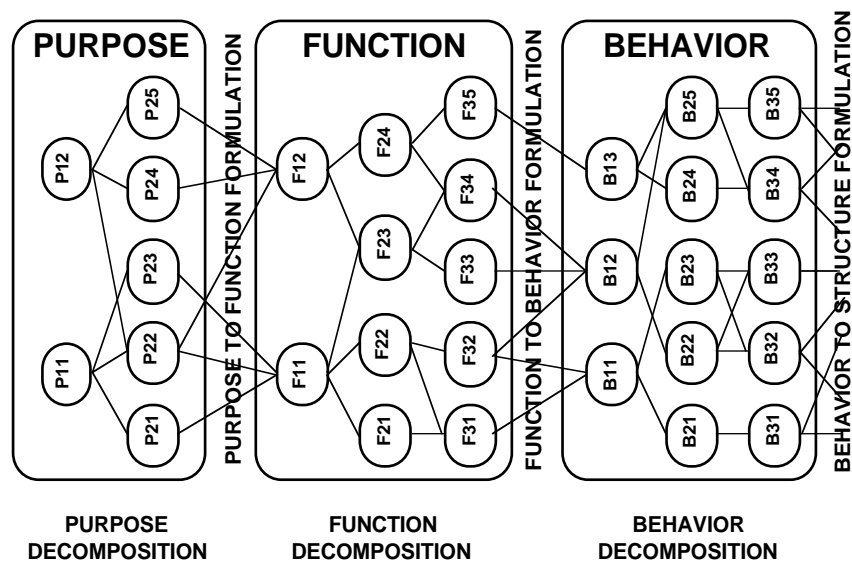 PURPOSE
FUNCTION
BEHAVIOR
P12
P11
P25
P24
P23
P22
P21
PURPOSE TO FUNCTION FORMULATION
F12
F11
F24
F23
F22
F21
F35
F34
F33
F32
F31
FUNCTION TO BEHAVIOR FORMULATION
B13
B12
B11
B25
B24
B23
B22
B21
B35
B34
B33
B32
B31
BEHAVIOR TO STRUCTURE FORMULATION
PURPOSE
DECOMPOSITION
FUNCTION
DECOMPOSITION
BEHAVIOR
DECOMPOSITION